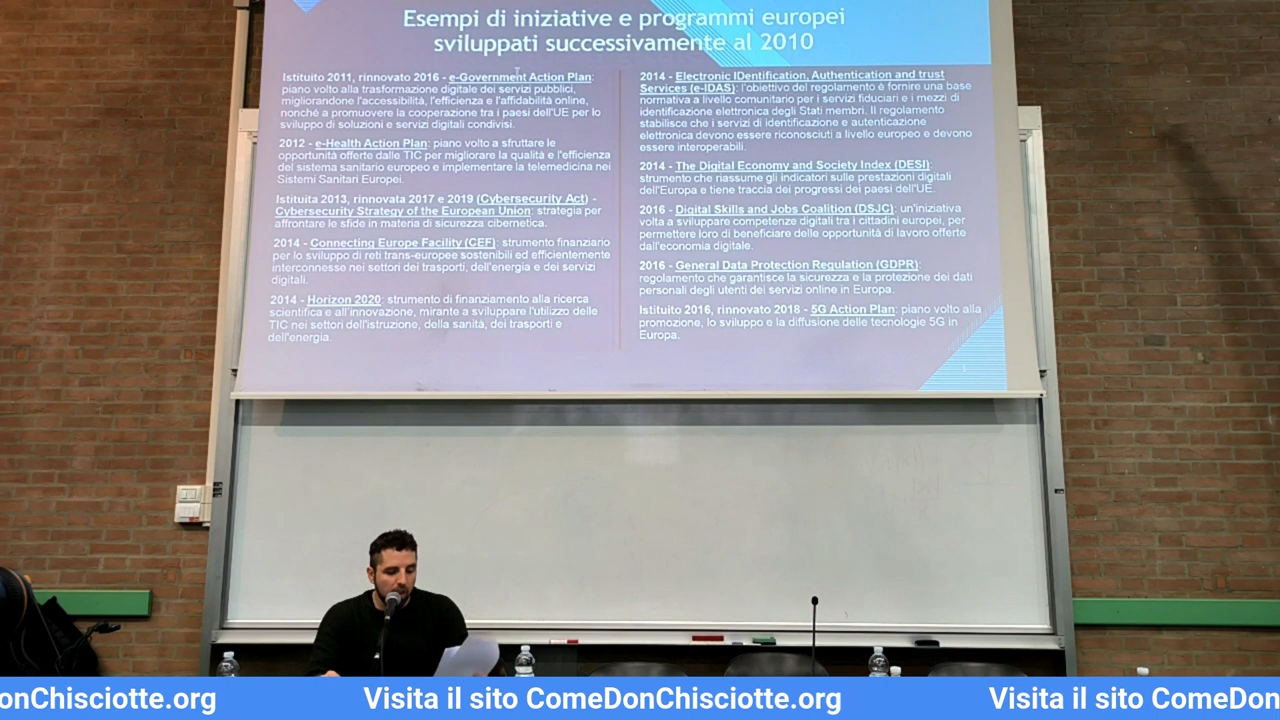 Esempi di iniziative e programmi europei
sviluppati successivamente al 2010
Istituito 2011, rinnovato 2016 - e-Government Action Plan:
piano volto alla trasformazione digitale dei servizi pubblici,
migliorandone l'accessibilità, l'efficienza e l'affidabilità online,
nonché a promuovere la cooperazione tra i paesi dell'UE per lo
sviluppo di soluzioni e servizi digitali condivisi.
2012 - e-Health Action Plan: piano volto a sfruttare le
opportunità offerte dalle TIC per migliorare la qualità e l'efficienza
del sistema sanitario europeo e implementare la telemedicina nei
Sistemi Sanitari Europei.
Istituita 2013, rinnovata 2017 e 2019 (Cybersecurity Act) -
Cybersecurity Strategy of the European Union: strategia per
affrontare le sfide in materia di sicurezza cibernetica.
2014 - Connecting Europe Facility (CEF): strumento finanziario
per lo sviluppo di reti trans-europee sostenibili ed efficientemente
interconnesse nei settori dei trasporti, dell'energia e dei servizi
digitali.
2014 - Horizon 2020: strumento di finanziamento alla ricerca
scientifica e all'innovazione, mirante a sviluppare l'utilizzo delle
TIC nei settori dell'istruzione, della sanità, dei trasporti e
dell'energia.
2014 - Electronic IDentification, Authentication and trust
Services (e-IDAS): l'obiettivo del regolamento è fornire una base
normativa a livello comunitario per i servizi fiduciari e i mezzi di
identificazione elettronica degli Stati membri. Il regolamento
stabilisce che i servizi di identificazione e autenticazione
elettronica devono essere riconosciuti a livello europeo e devono
essere interoperabili.
2014 - The Digital Economy and Society Index (DESI):
strumento che riassume gli indicatori sulle prestazioni digitali
dell'Europa e tiene traccia dei progressi dei paesi dell'UE.
2016 - Digital Skills and Jobs Coalition (DSJC): un'iniziativa
volta a sviluppare competenze digitali tra i cittadini europei, per
permettere loro di beneficiare delle opportunità di lavoro offerte
dall'economia digitale.
2016 - General Data Protection Regulation (GDPR):
regolamento che garantisce la sicurezza e la protezione dei dati
personali degli utenti dei servizi online in Europa.
Istituito 2016, rinnovato 2018 - 5G Action Plan: piano volto alla
promozione, lo sviluppo e la diffusione delle tecnologie 5G in
Europa.
onChisciotte.org Visita il sito ComeDonChisciotte.org Visita il sito ComeDon